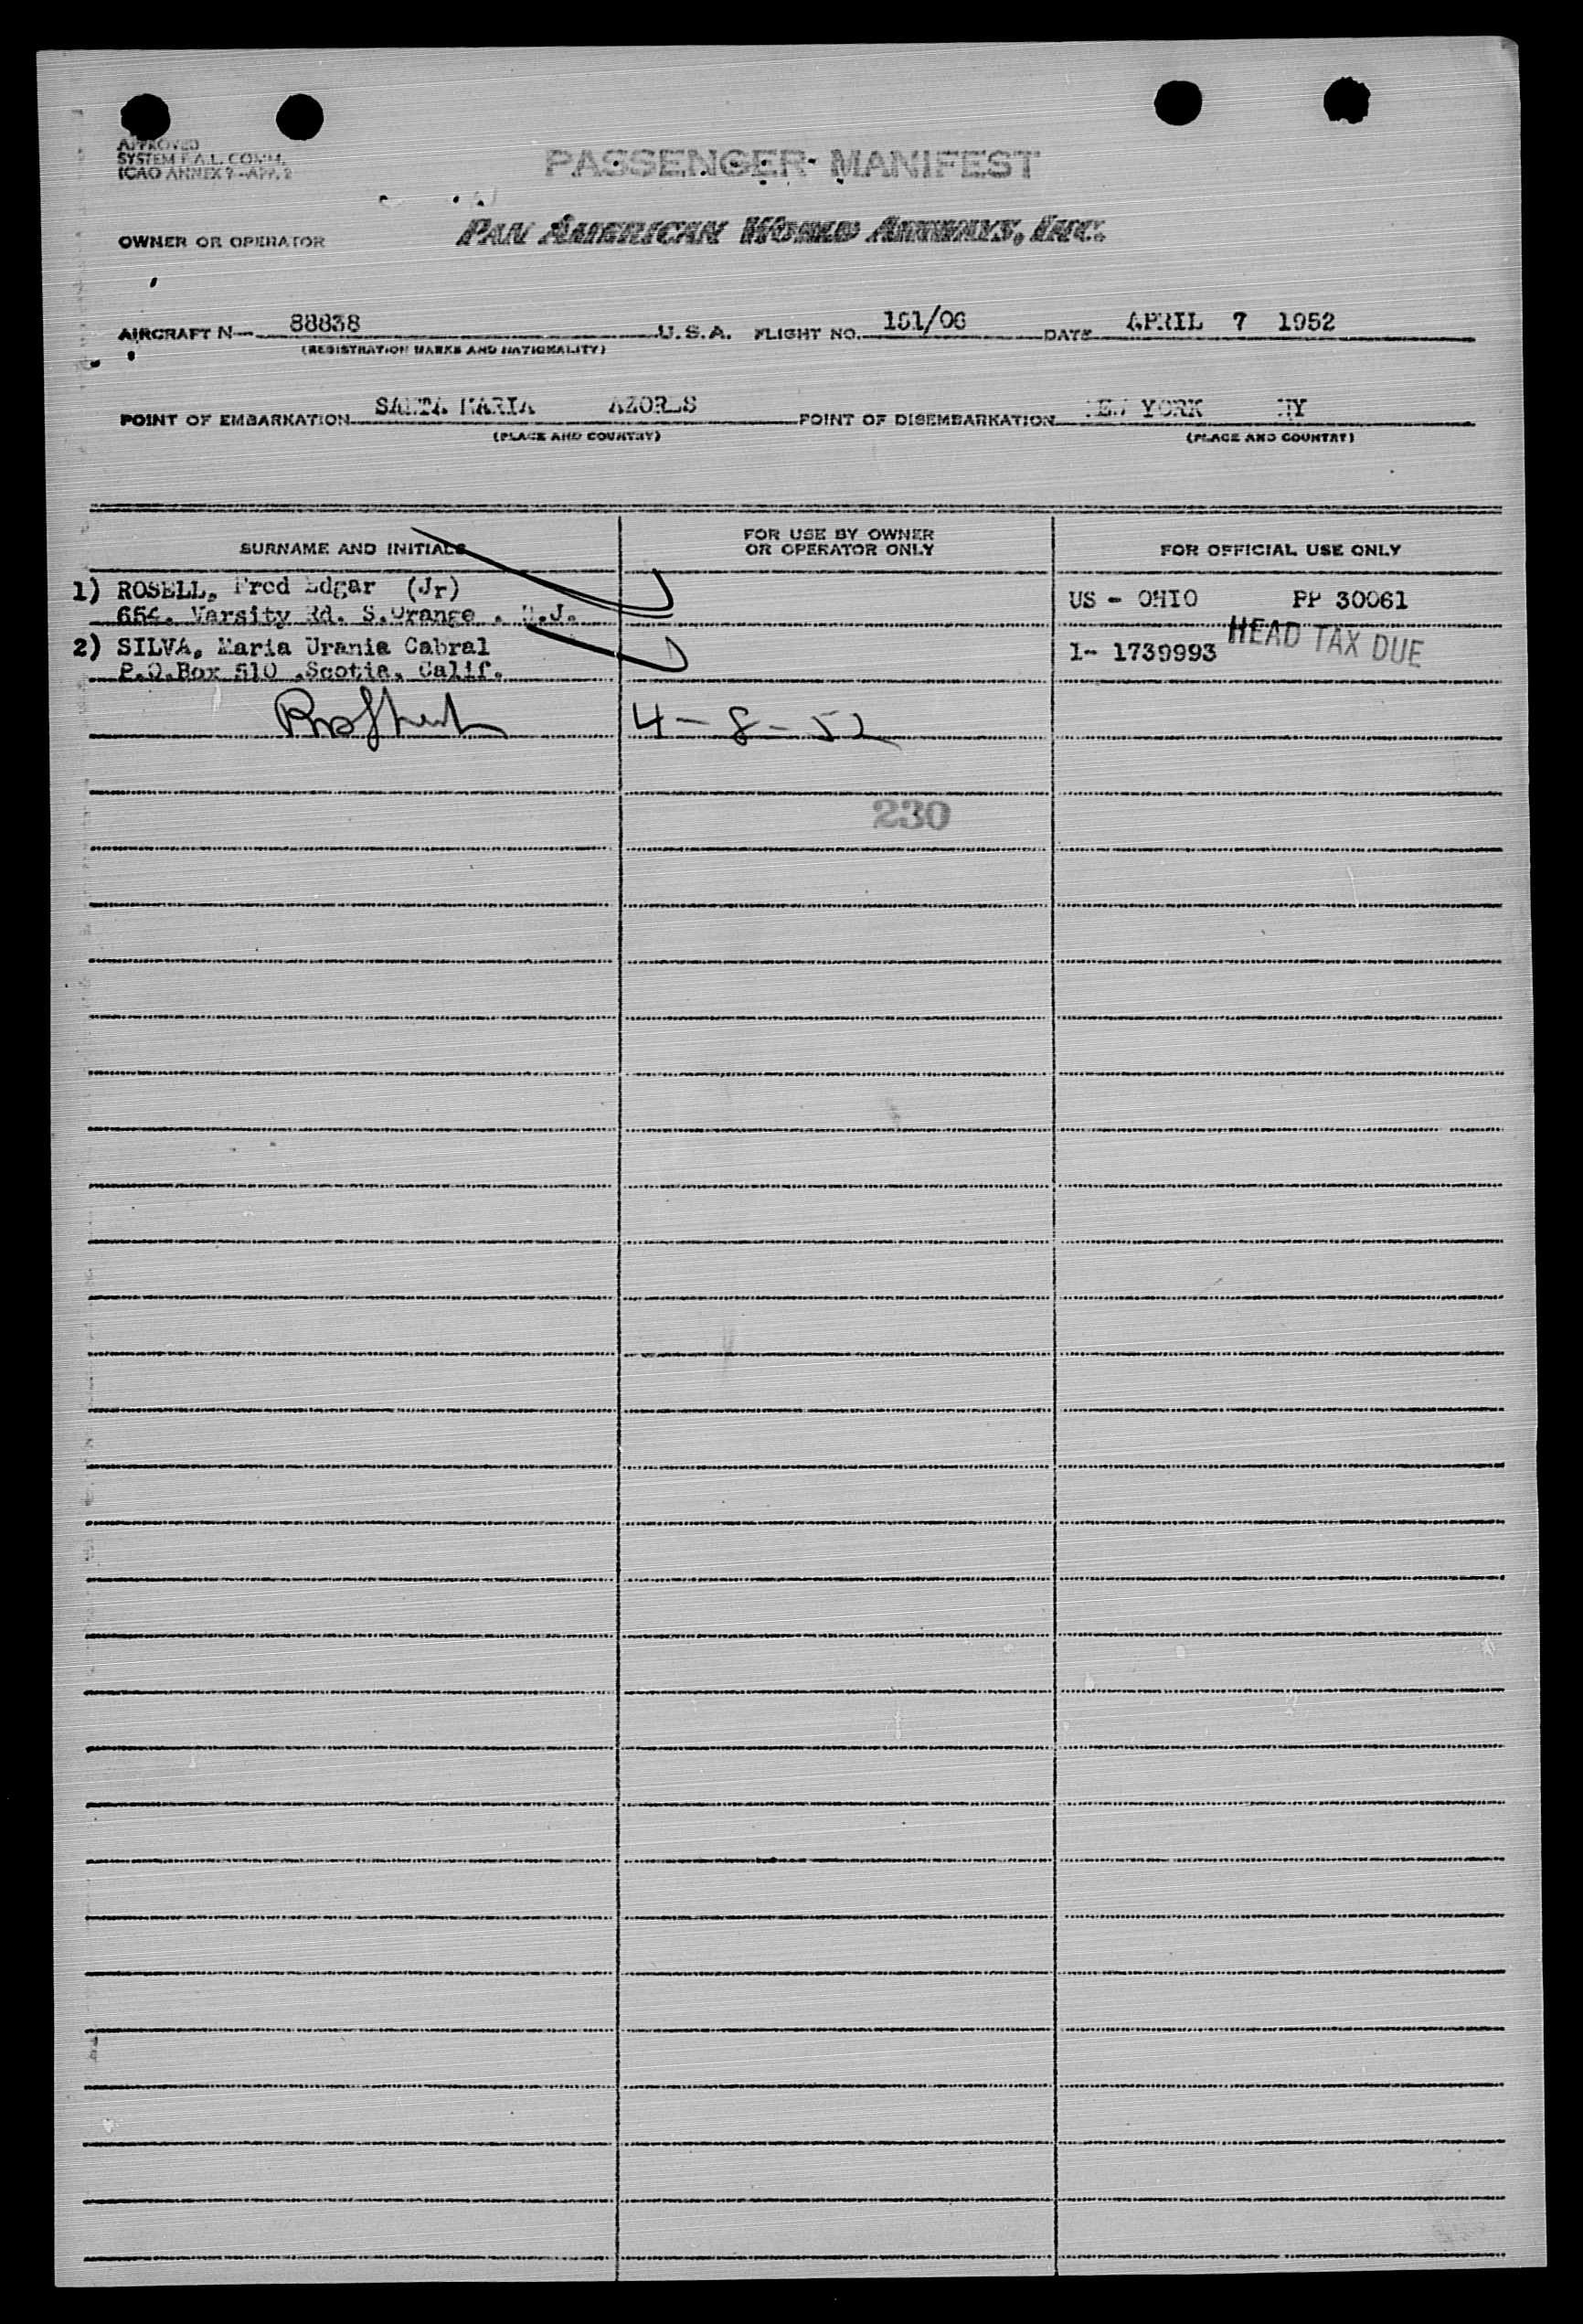 APPROVED
SYSTEM F.A.L. COMM.
ICAO ANNEX 9-APP. 2
PASSENGER MANIFEST
OWNER OR OPERATOR PAN AMERICAN WORLD AIRWAYS, INC.
AIRCRAFT N— 88838 U.S.A. FLIGHT NO. 151/06 DATE APRIL 7 1952
(REGISTRATION MARKS AND NATIONALITY)
POINT OF EMBARKATION SANTA MARIA AZORES POINT OF DISEMBARKATION NEW YORK NY
(PLACE AND COUNTRY) (PLACE AND COUNTRY)
SURNAME AND INITIALS FOR USE BY OWNER OR OPERATOR ONLY FOR OFFICIAL USE ONLY
1) ROSELL, Fred Edgar (Jr) US - OHIO PP 30061
654. Varsity Rd. S.Orange . N.J.
2) SILVA, Maria Urania Cabral I- 1739993 HEAD TAX DUE
P.O.Box 510 .Scotia. Calif.
4-8-52
230